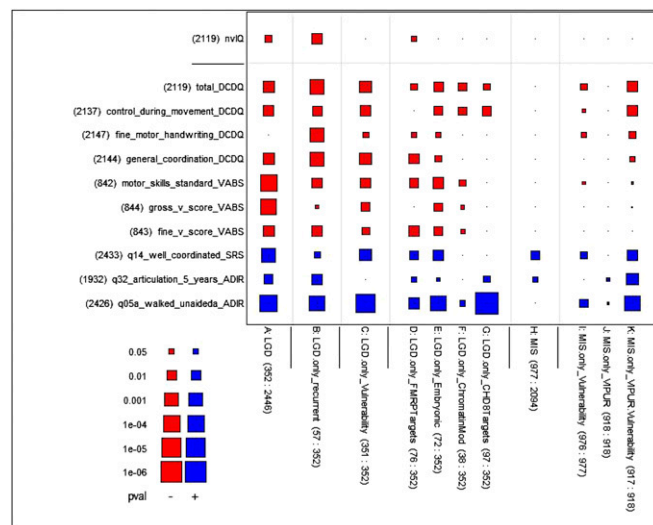 (2119) nvIQ
(2119) total_DCDQ
(2137) control_during_movement_DCDQ
(2147) fine_motor_handwriting_DCDQ
(2144) general_coordination_DCDQ
(842) motor_skills_standard_VABS
(844) gross_v_score_VABS
(843) fine_v_score_VABS
(2433) q14_well_coordinated_SRS
(1932) q32_articulation_5_years_ADIR
(2426) q05a_walked_unaideda_ADIR
0.05
0.01
0.001
1e-04
1e-05
1e-06
pval - +
A: LGD (352 : 2446)
B: LGD.only_recurrent (57 : 352)
C: LGD.only_Vulnerability (351 : 352)
D: LGD.only_FMRPTargets (76 : 352)
E: LGD.only_Embryonic (72 : 352)
F: LGD.only_ChromatinMod (38 : 352)
G: LGD.only_CHD8Targets (97 : 352)
H: MIS (977 : 2094)
I: MIS.only_Vulnerability (976 : 977)
J: MIS.only_VIPUR (918 : 918)
K: MIS.only_VIPUR.Vulnerability (917 : 918)